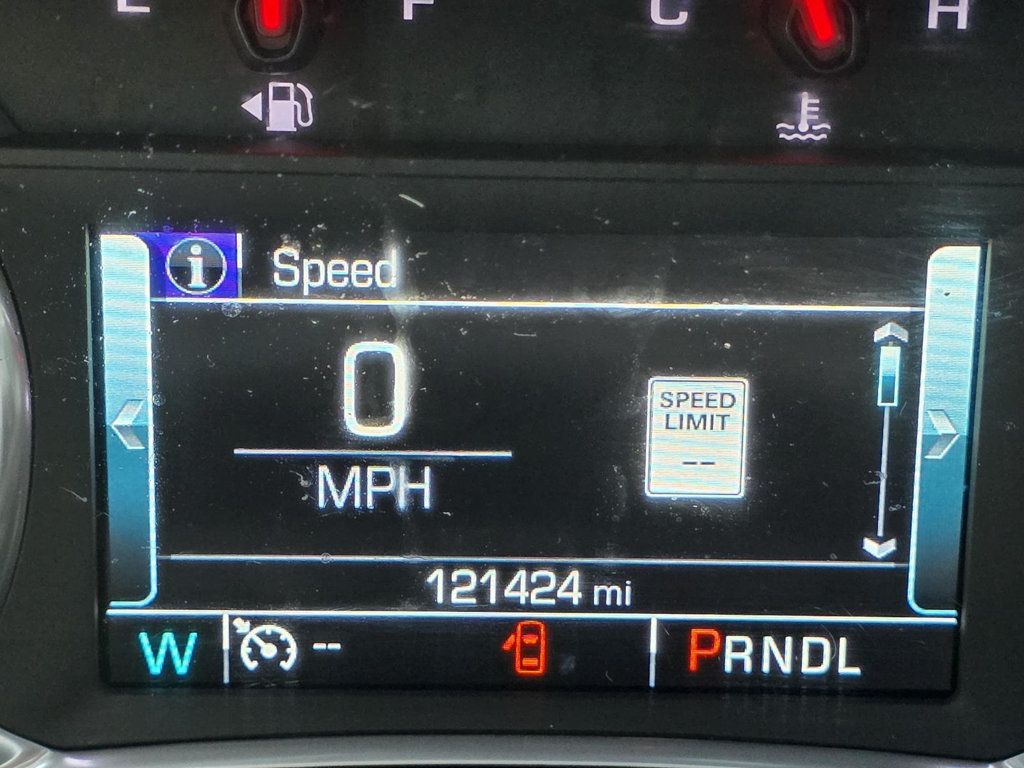 E F C H
Speed
0
MPH
SPEED
LIMIT
--
121424 mi
W -- PRNDL